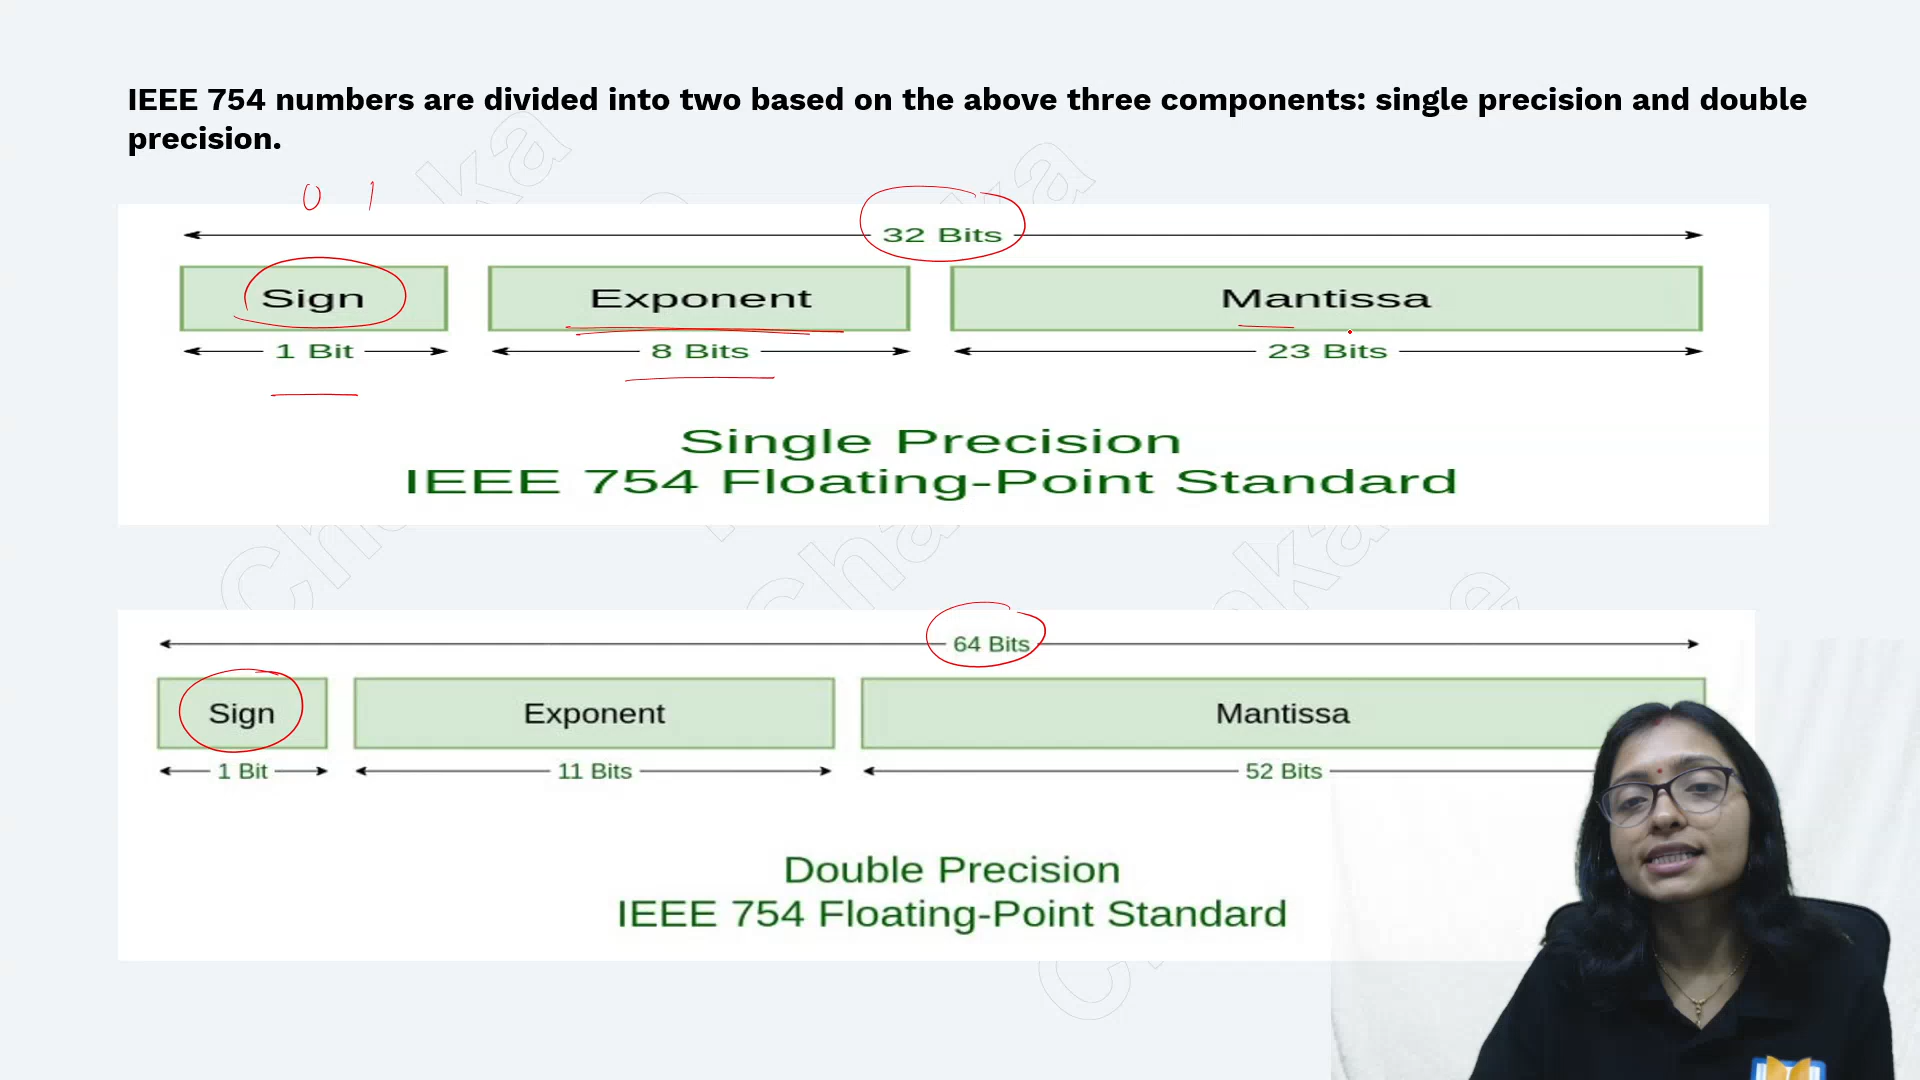 IEEE 754 numbers are divided into two based on the above three components: single precision and double
precision.
0 1
32 Bits
Sign Exponent Mantissa
1 Bit 8 Bits 23 Bits
Single Precision
IEEE 754 Floating-Point Standard
64 Bits
Sign Exponent Mantissa
1 Bit 11 Bits 52 Bits
Double Precision
IEEE 754 Floating-Point Standard